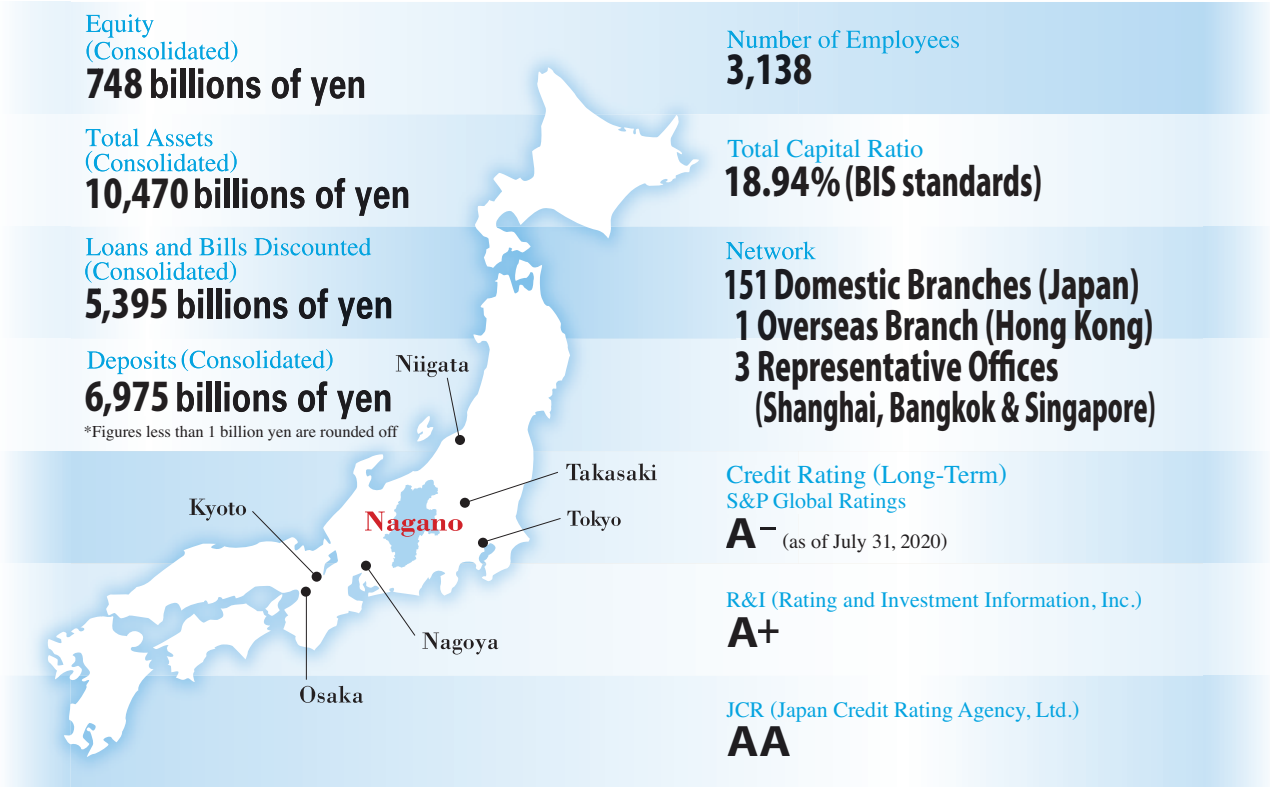 Equity
(Consolidated)
748 billions of yen
Total Assets
(Consolidated)
10,470 billions of yen
Loans and Bills Discounted
(Consolidated)
5,395 billions of yen
Deposits (Consolidated)
6,975 billions of yen
*Figures less than 1 billion yen are rounded off
Niigata
Takasaki
Kyoto
Nagano
Tokyo
Nagoya
Osaka
Number of Employees
3,138
Total Capital Ratio
18.94% (BIS standards)
Network
151 Domestic Branches (Japan)
1 Overseas Branch (Hong Kong)
3 Representative Offices
(Shanghai, Bangkok & Singapore)
Credit Rating (Long-Term)
S&P Global Ratings
A− (as of July 31, 2020)
R&I (Rating and Investment Information, Inc.)
A+
JCR (Japan Credit Rating Agency, Ltd.)
AA